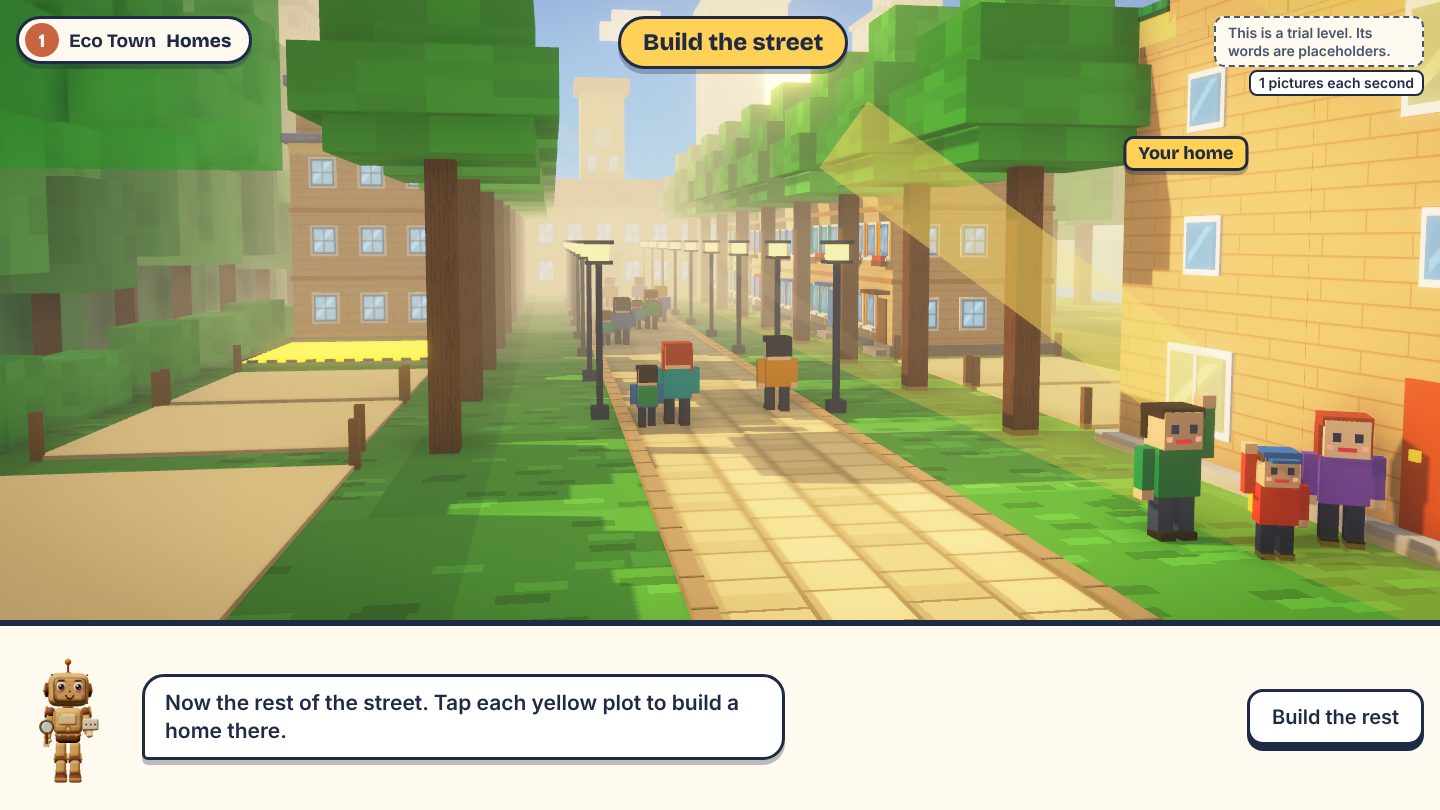 1 Eco Town Homes
Build the street
This is a trial level. Its
words are placeholders.
1 pictures each second
Your home
Now the rest of the street. Tap each yellow plot to build a
home there.
Build the rest